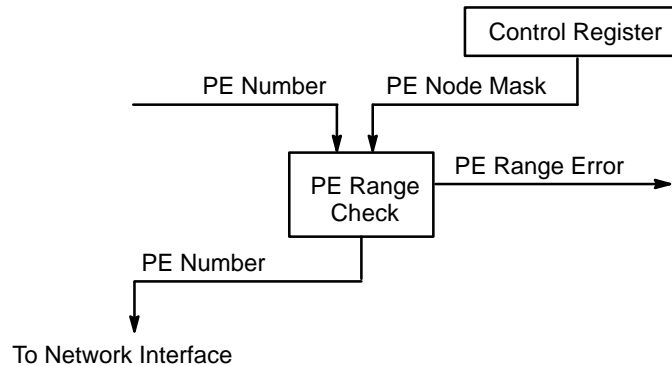 Control Register
PE Number
PE Node Mask
PE Range Error
PE Range
Check
PE Number
To Network Interface